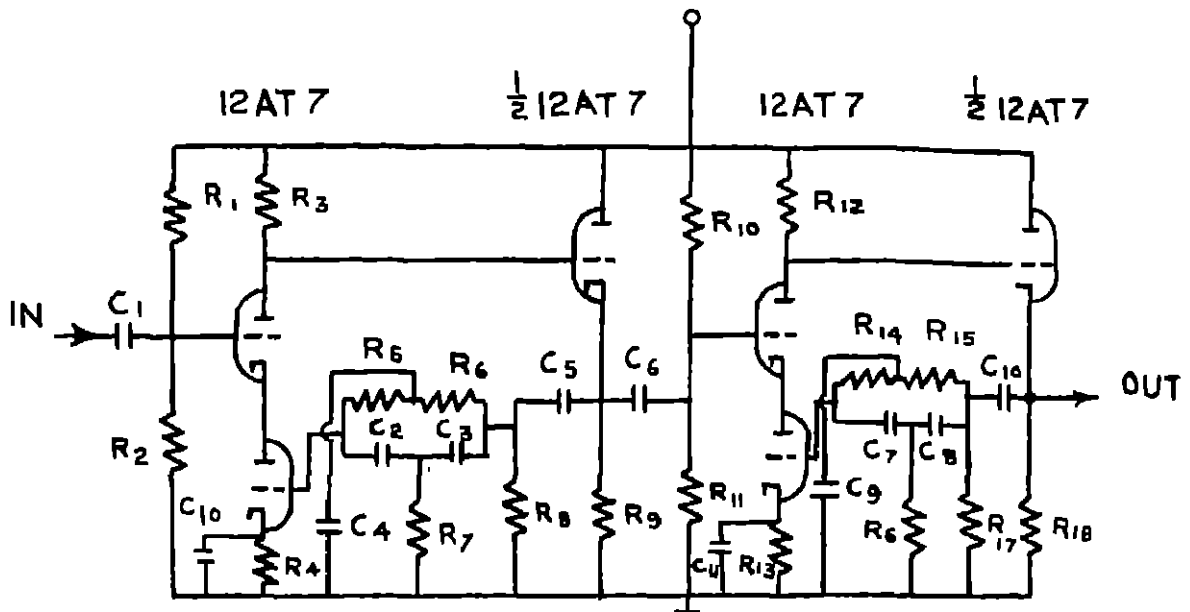 12AT7 ½ 12AT7 12AT7 ½ 12AT7
R1 R3 R10 R12
IN C1
R14 R15
R5 R6 C5 C6 C10 OUT
R2 C2 C3 C7 C8
C10 C4 R7 R8 R9 R11 C9 R6 R17 R18
R4 C11 R13